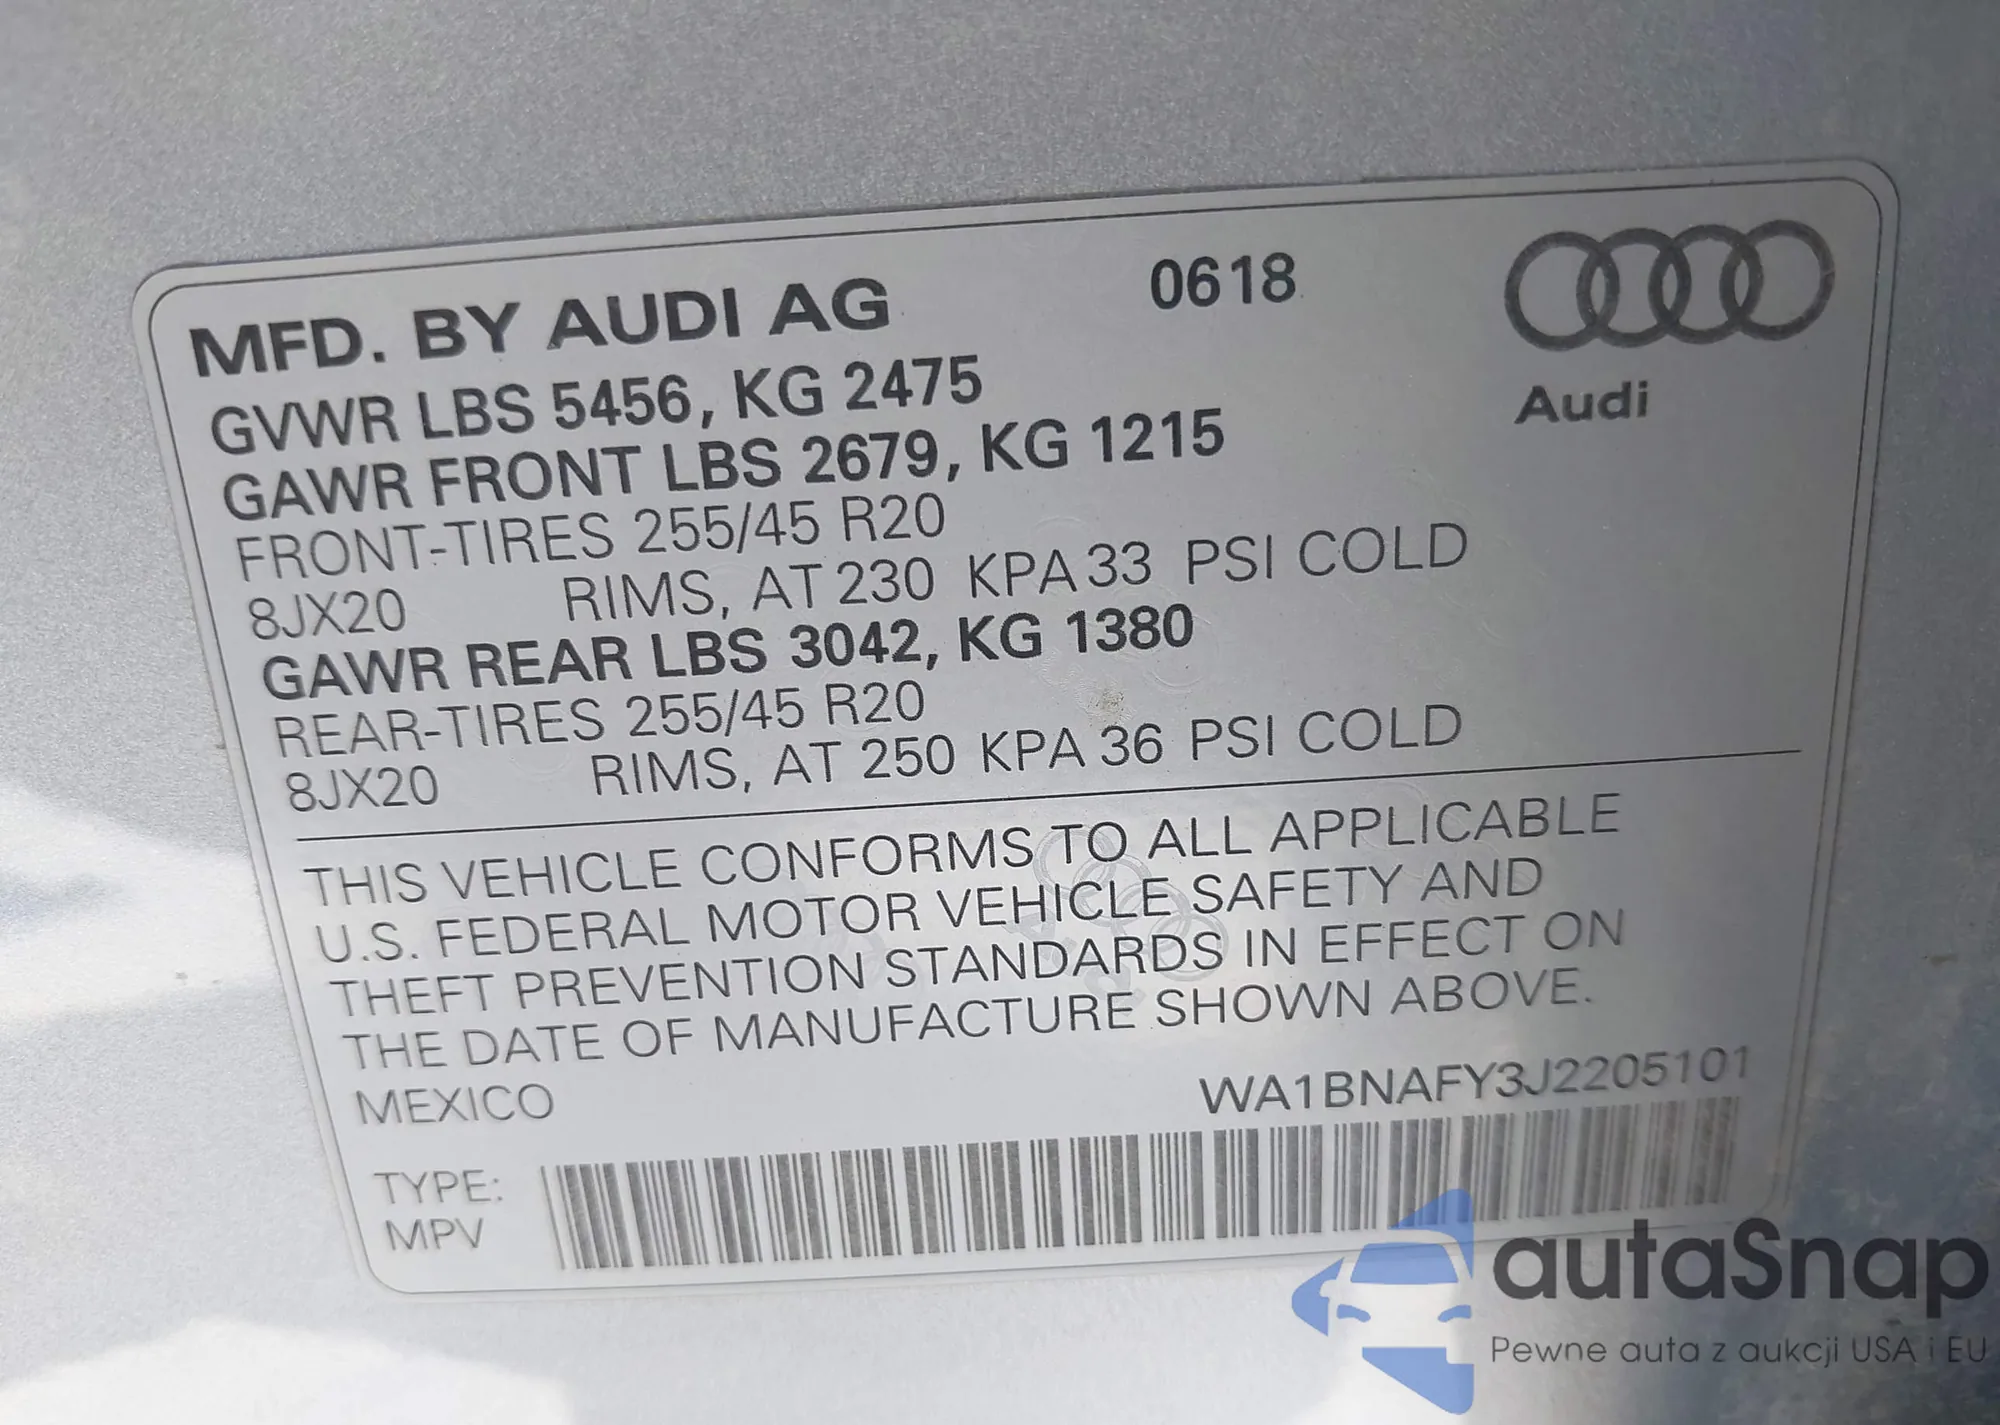 MFD. BY AUDI AG 0618
Audi
GVWR LBS 5456, KG 2475
GAWR FRONT LBS 2679, KG 1215
FRONT-TIRES 255/45 R20
8JX20 RIMS, AT 230 KPA 33 PSI COLD
GAWR REAR LBS 3042, KG 1380
REAR-TIRES 255/45 R20
8JX20 RIMS, AT 250 KPA 36 PSI COLD
THIS VEHICLE CONFORMS TO ALL APPLICABLE
U.S. FEDERAL MOTOR VEHICLE SAFETY AND
THEFT PREVENTION STANDARDS IN EFFECT ON
THE DATE OF MANUFACTURE SHOWN ABOVE.
MEXICO WA1BNAFY3J2205101
TYPE:
MPV
autaSnap
Pewne auta z aukcji USA i EU